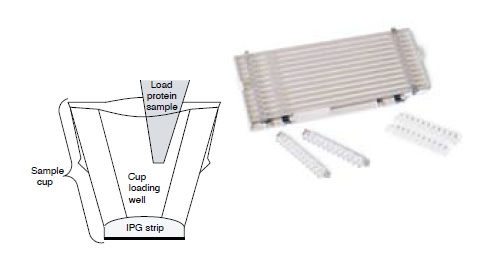 Load
protein
sample
Sample
cup
Cup
loading
well
IPG strip